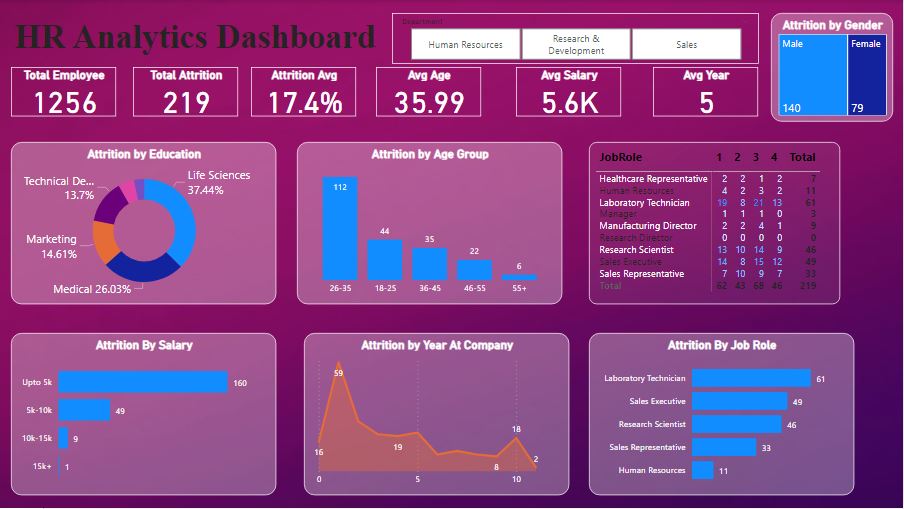 HR Analytics Dashboard
Department
Human Resources
Research &
Development
Sales
Attrition by Gender
Male
Female
140
79
Total Employee
1256
Total Attrition
219
Attrition Avg
17.4%
Avg Age
35.99
Avg Salary
5.6K
Avg Year
5
Attrition by Education
Life Sciences
37.44%
Technical De...
13.7%
Marketing
14.61%
Medical 26.03%
Attrition by Age Group
112
44
35
22
6
26-35 18-25 36-45 46-55 55+
JobRole 1 2 3 4 Total
Healthcare Representative 2 2 1 2 7
Human Resources 4 2 3 2 11
Laboratory Technician 19 8 21 13 61
Manager 1 1 1 0 3
Manufacturing Director 2 2 4 1 9
Research Director 0 0 0 0 0
Research Scientist 13 10 14 9 46
Sales Executive 14 8 15 12 49
Sales Representative 7 10 9 7 33
Total 62 43 68 46 219
Attrition By Salary
Upto 5k 160
5k-10k 49
10k-15k 9
15k+ 1
Attrition by Year At Company
59
16
19
8
18
2
0 5 10
Attrition By Job Role
Laboratory Technician 61
Sales Executive 49
Research Scientist 46
Sales Representative 33
Human Resources 11